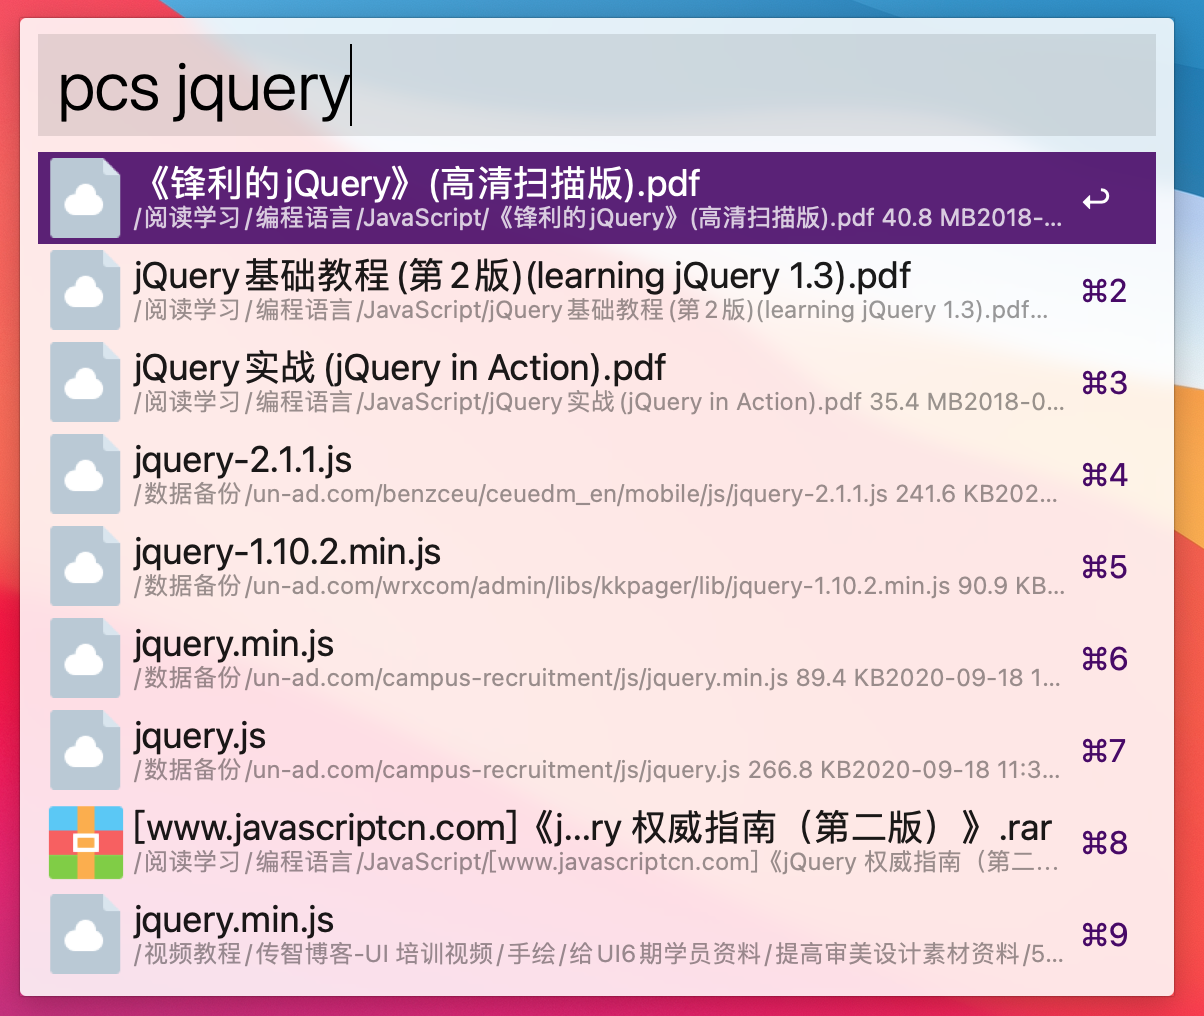 pcs jquery
《锋利的jQuery》(高清扫描版).pdf
/阅读学习/编程语言/JavaScript/《锋利的jQuery》(高清扫描版).pdf 40.8 MB2018-...
jQuery基础教程 (第2版)(learning jQuery 1.3).pdf
/阅读学习/编程语言/JavaScript/jQuery基础教程 (第2版)(learning jQuery 1.3).pdf...
⌘2
jQuery实战 (jQuery in Action).pdf
/阅读学习/编程语言/JavaScript/jQuery实战 (jQuery in Action).pdf 35.4 MB2018-0...
⌘3
jquery-2.1.1.js
/数据备份/un-ad.com/benzceu/ceuedm_en/mobile/js/jquery-2.1.1.js 241.6 KB202...
⌘4
jquery-1.10.2.min.js
/数据备份/un-ad.com/wrxcom/admin/libs/kkpager/lib/jquery-1.10.2.min.js 90.9 KB...
⌘5
jquery.min.js
/数据备份/un-ad.com/campus-recruitment/js/jquery.min.js 89.4 KB2020-09-18 1...
⌘6
jquery.js
/数据备份/un-ad.com/campus-recruitment/js/jquery.js 266.8 KB2020-09-18 11:3...
⌘7
[www.javascriptcn.com]《j...ry 权威指南（第二版）》.rar
/阅读学习/编程语言/JavaScript/[www.javascriptcn.com]《jQuery 权威指南（第二...
⌘8
jquery.min.js
/视频教程/传智博客-UI 培训视频/手绘/给UI6期学员资料/提高审美设计素材资料/5...
⌘9